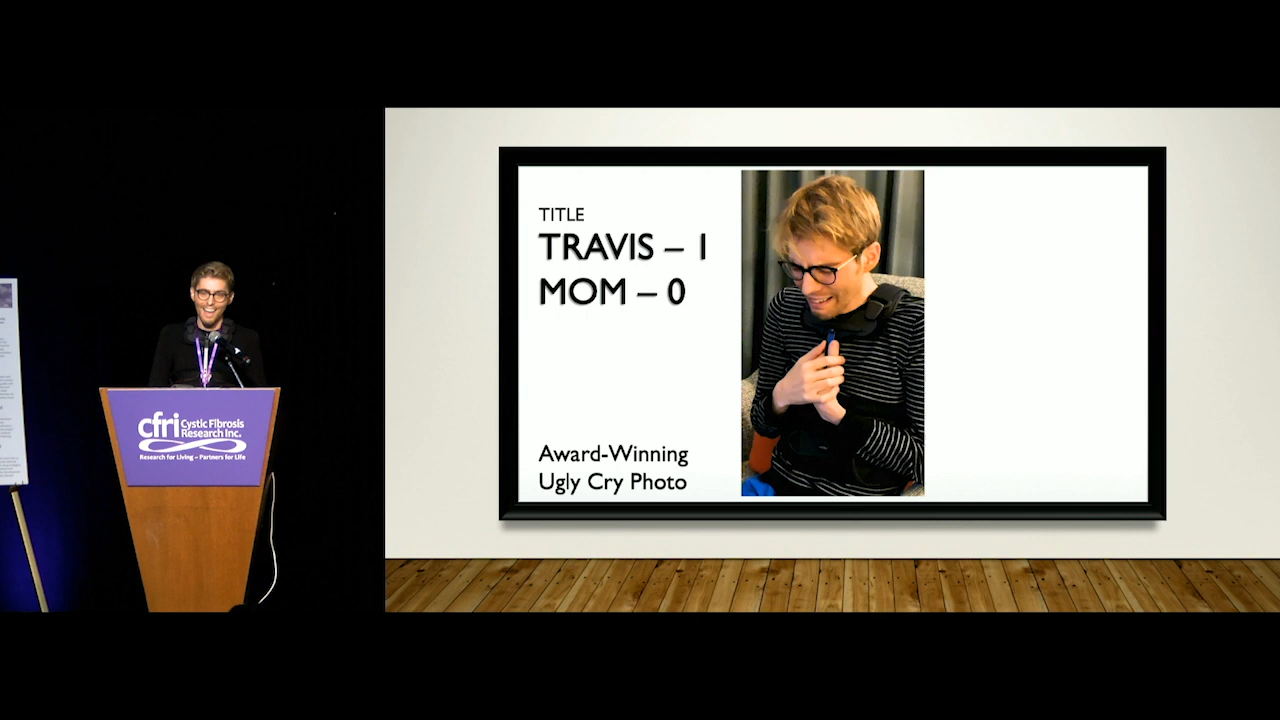 cfri Cystic Fibrosis
Research Inc.
Research for Living – Partners for Life
TITLE
TRAVIS – 1
MOM – 0
Award-Winning
Ugly Cry Photo